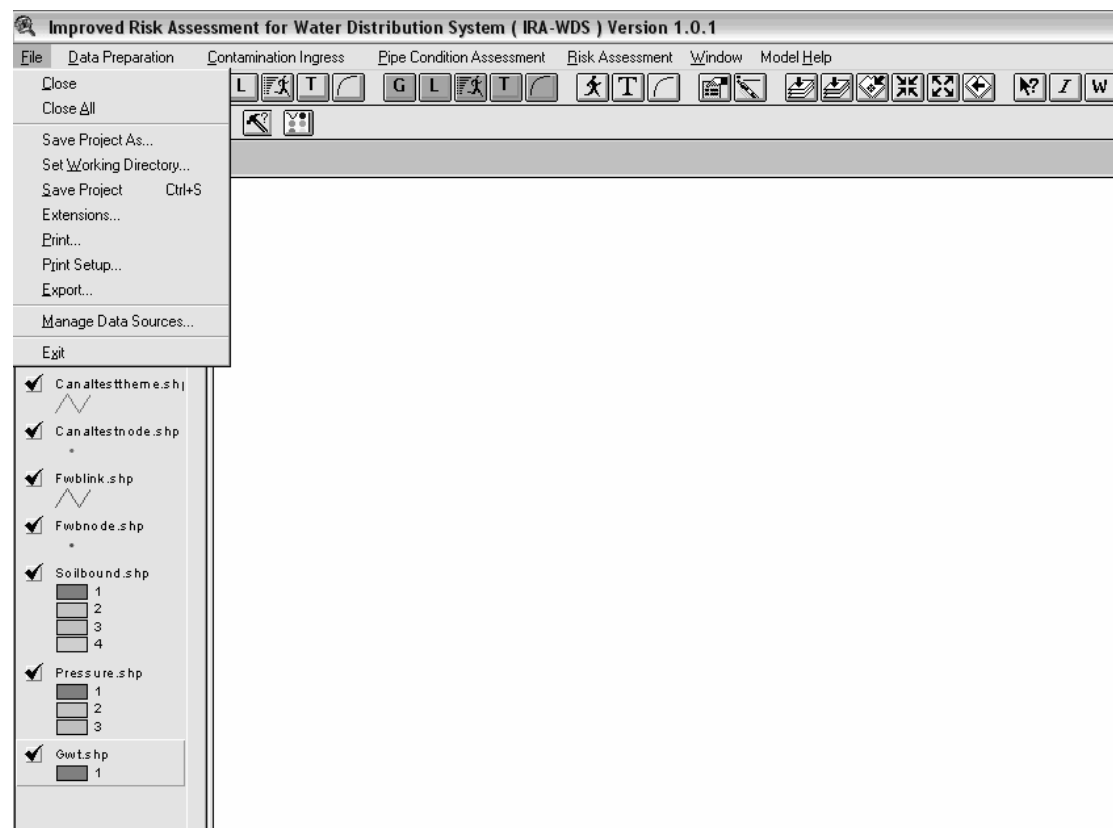 Improved Risk Assessment for Water Distribution System ( IRA-WDS ) Version 1.0.1
File Data Preparation Contamination Ingress Pipe Condition Assessment Risk Assessment Window Model Help
L T G L T T I W
Close
Close All
Save Project As...
Set Working Directory...
Save Project Ctrl+S
Extensions...
Print...
Print Setup...
Export...
Manage Data Sources...
Exit
Canaltesttheme.shp
Canaltestnode.shp
Fwblink.shp
Fwbnode.shp
Soilbound.shp
1
2
3
4
Pressure.shp
1
2
3
Gwt.shp
1